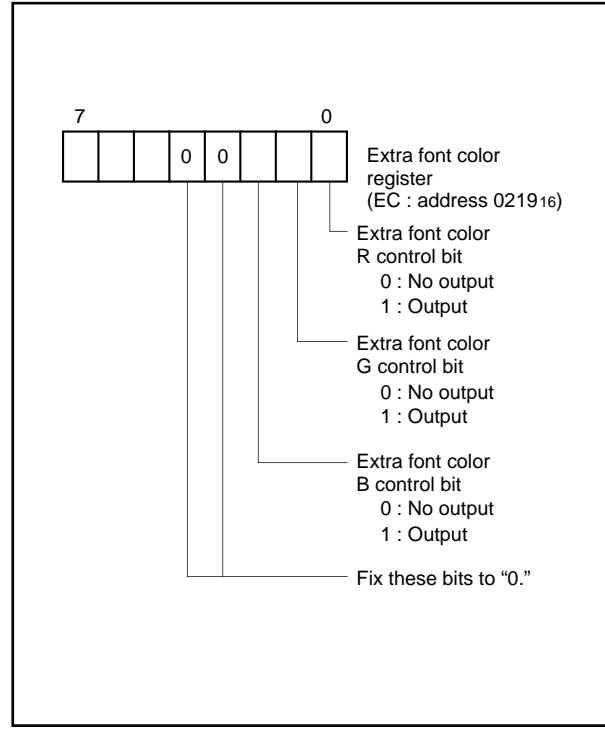 7 0
0 0
Extra font color
register
(EC : address 021916)
Extra font color
R control bit
0 : No output
1 : Output
Extra font color
G control bit
0 : No output
1 : Output
Extra font color
B control bit
0 : No output
1 : Output
Fix these bits to “0.”